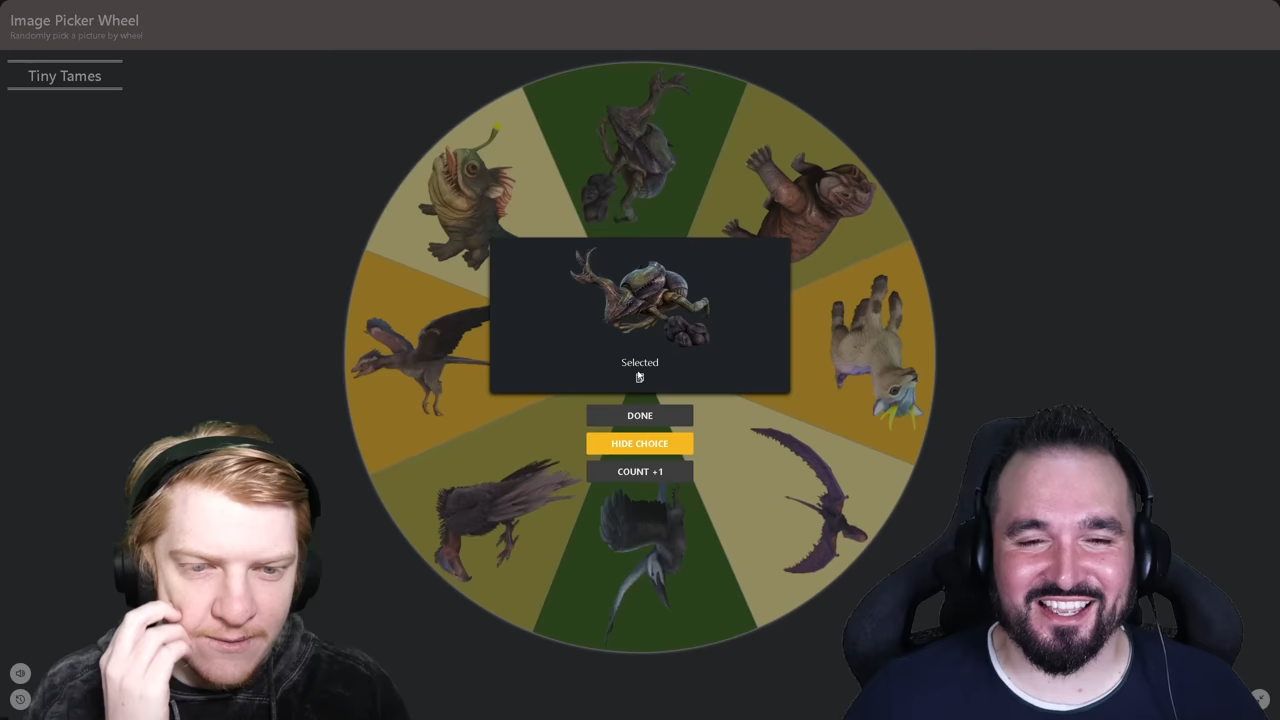 Image Picker Wheel
Randomly pick a picture by wheel
Tiny Tames
Selected
DONE
HIDE CHOICE
COUNT +1